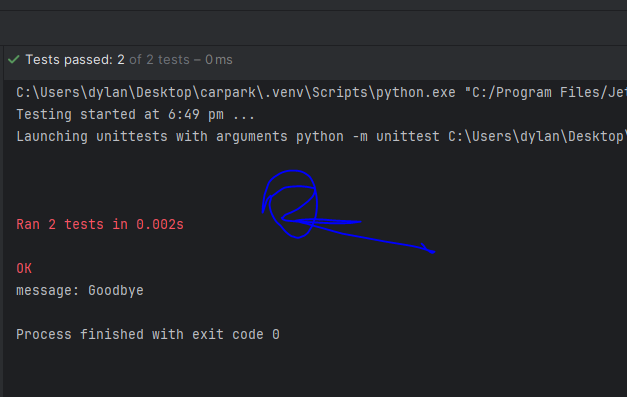 Tests passed: 2 of 2 tests – 0 ms
C:\Users\dylan\Desktop\carpark\.venv\Scripts\python.exe "C:/Program Files/Jet
Testing started at 6:49 pm ...
Launching unittests with arguments python -m unittest C:\Users\dylan\Desktop\
Ran 2 tests in 0.002s
OK
message: Goodbye
Process finished with exit code 0